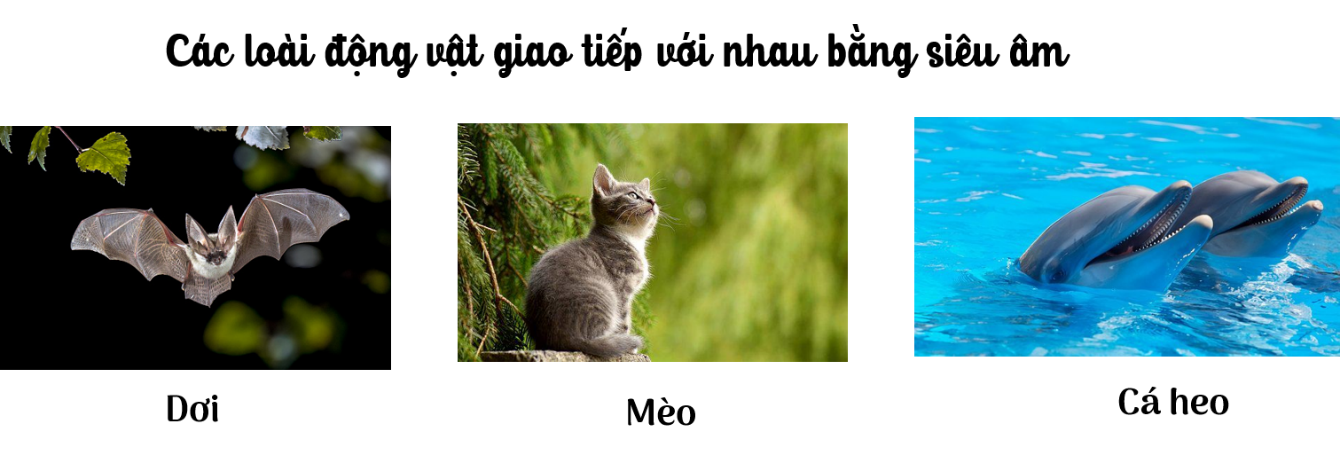 Các loài động vật giao tiếp với nhau bằng siêu âm
Dơi
Mèo
Cá heo